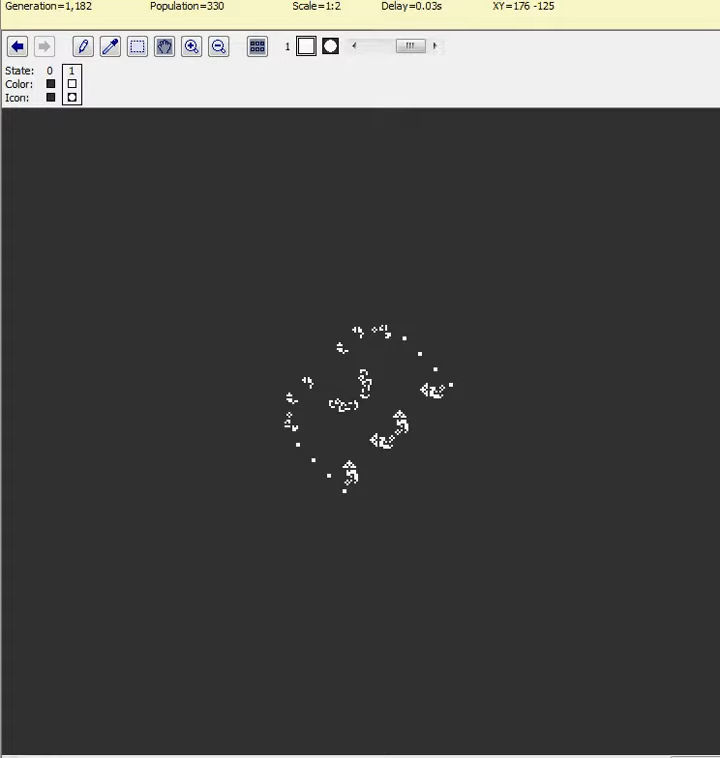 Generation=1,182 Population=330 Scale=1:2 Delay=0.03s XY=176 -125
1
State: 0 1
Color:
Icon: